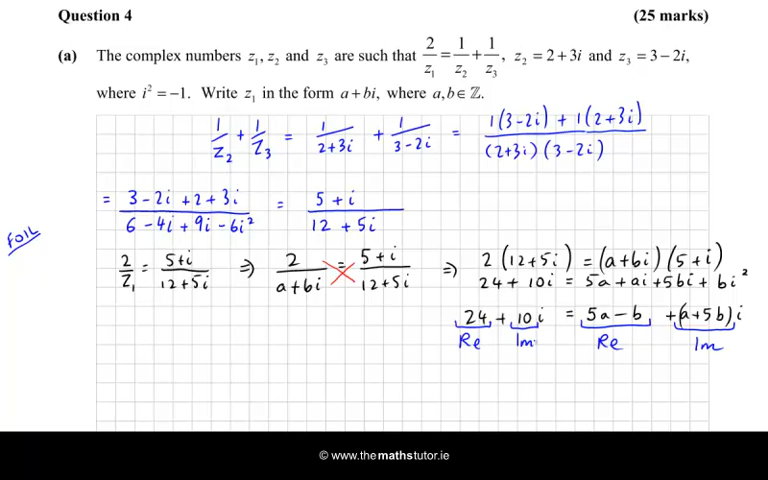 Question 4 (25 marks)
(a) The complex numbers z₁, z₂ and z₃ are such that 2/z₁ = 1/z₂ + 1/z₃, z₂ = 2 + 3i and z₃ = 3 − 2i,
where i² = −1. Write z₁ in the form a + bi, where a, b ∈ ℤ.
1/Z₂ + 1/Z₃ = 1/(2+3i) + 1/(3−2i) = (1(3−2i) + 1(2+3i))/((2+3i)(3−2i))
= (3−2i+2+3i)/(6−4i+9i−6i²) = (5+i)/(12+5i)
FOIL
2/Z₁ = (5+i)/(12+5i) ⇒ 2/(a+bi) = (5+i)/(12+5i) ⇒ 2(12+5i) = (a+bi)(5+i)
24+10i = 5a+ai+5bi+bi²
24 + 10i = 5a−b + (a+5b)i
Re Im Re Im
© www.themathstutor.ie